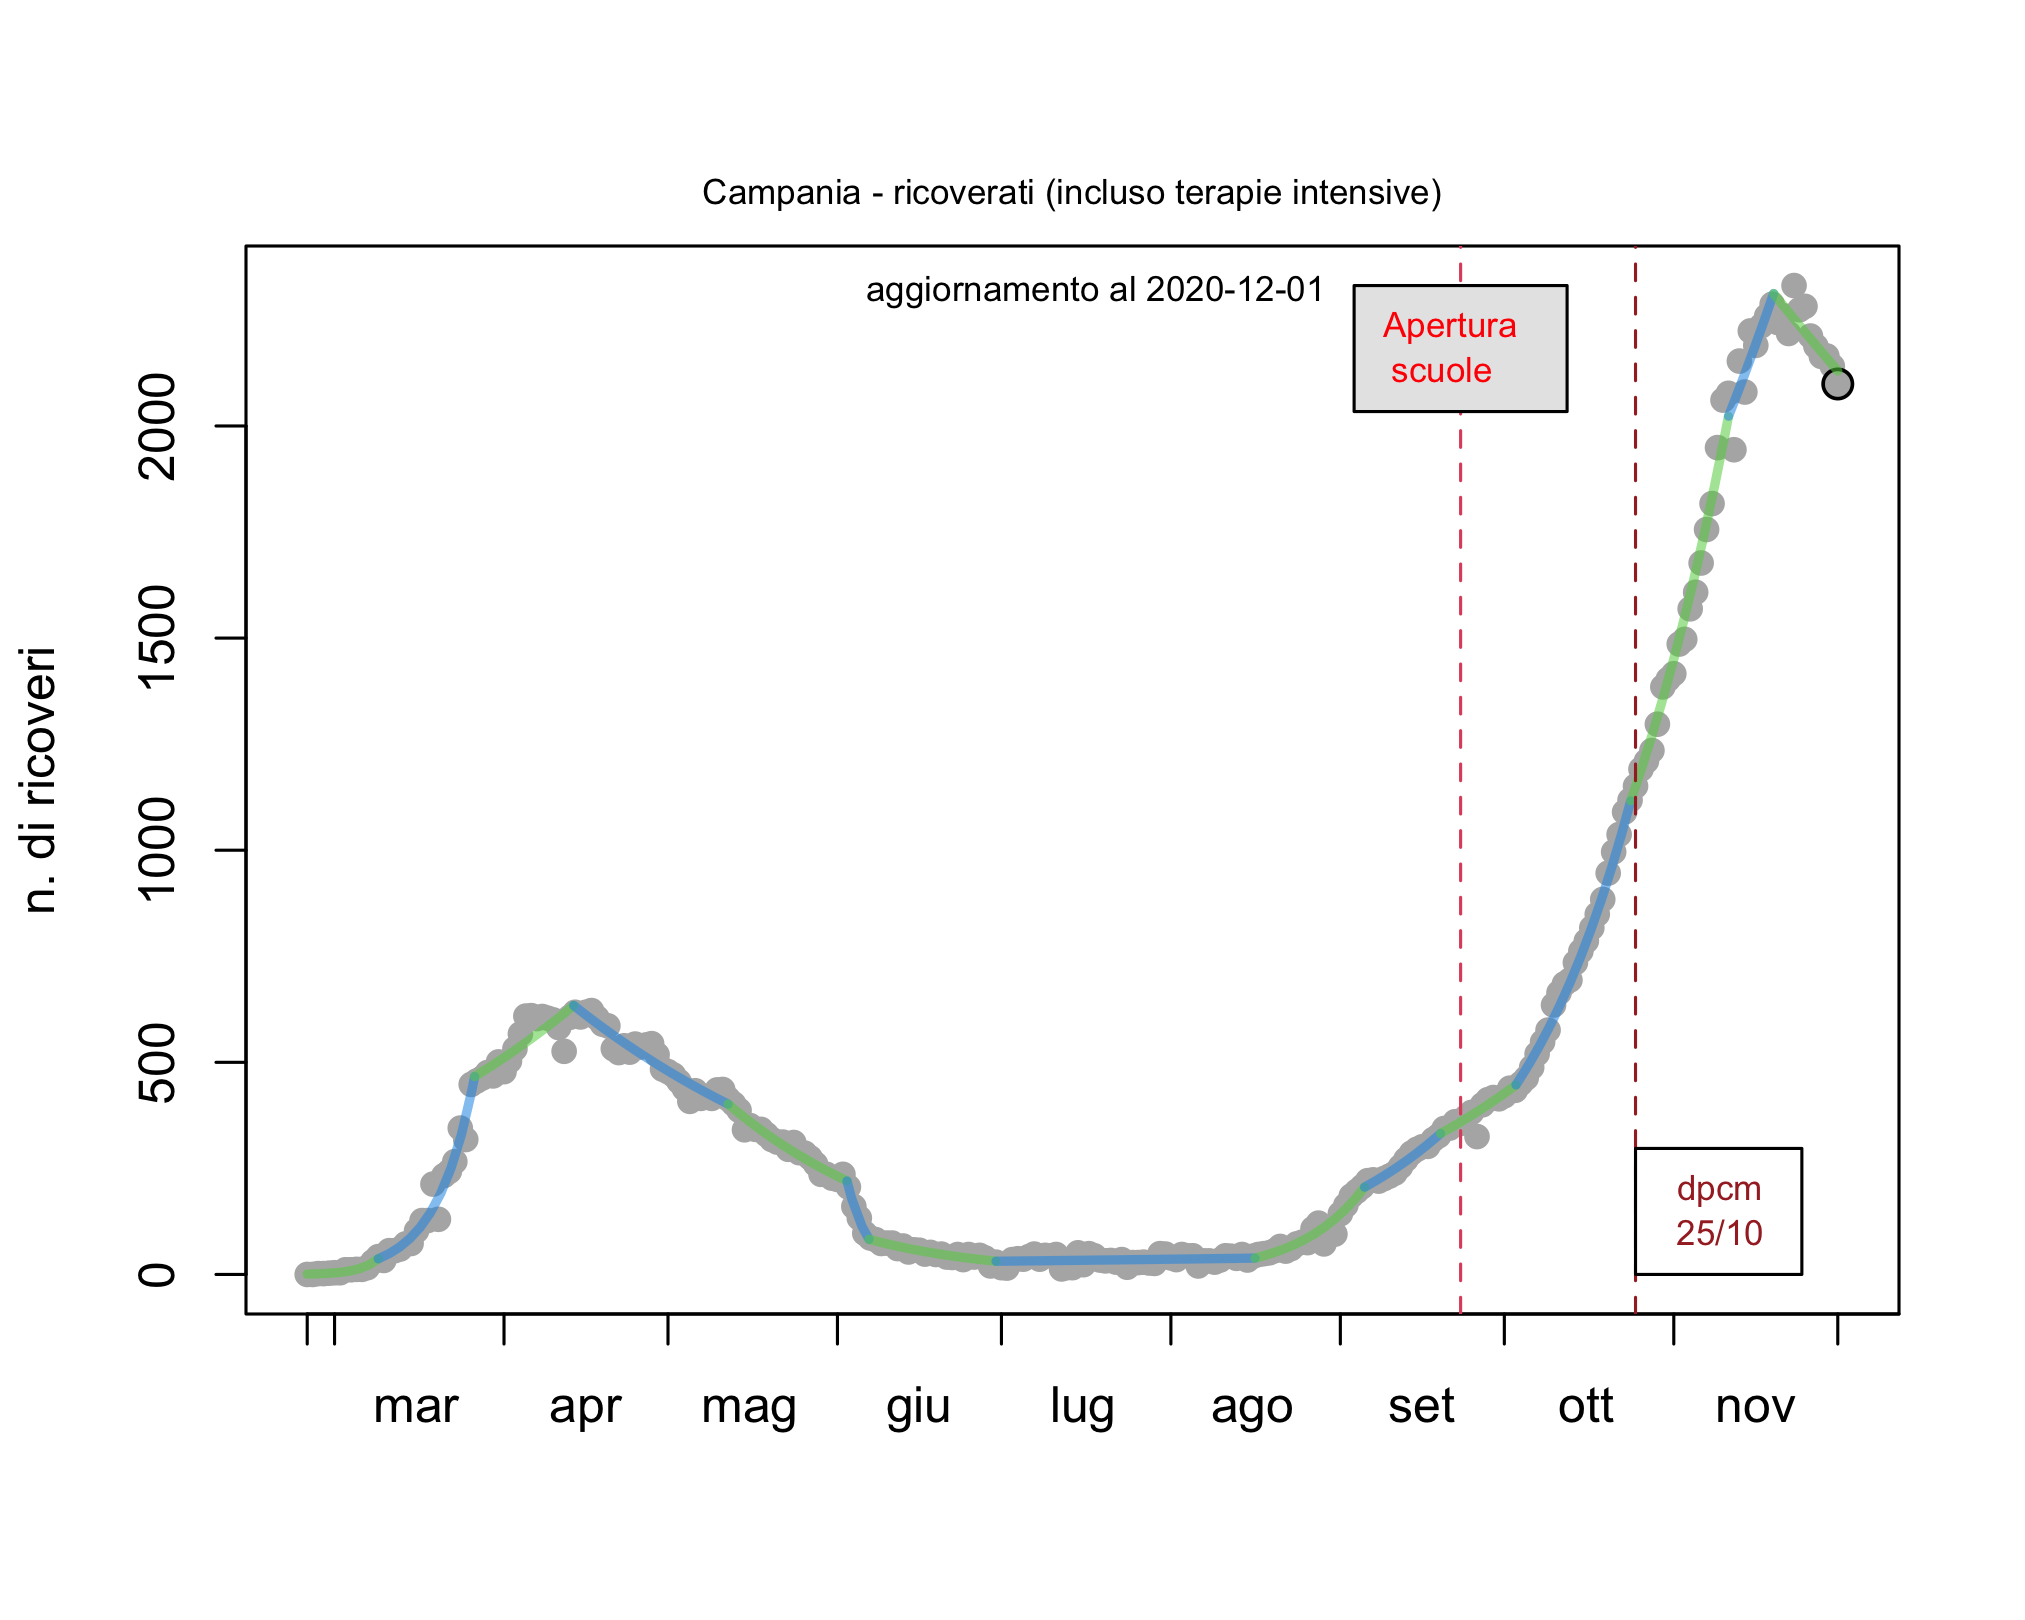 Campania - ricoverati (incluso terapie intensive)
aggiornamento al 2020-12-01
Apertura
scuole
n. di ricoveri
2000
1500
1000
500
0
dpcm
25/10
mar apr mag giu lug ago set ott nov